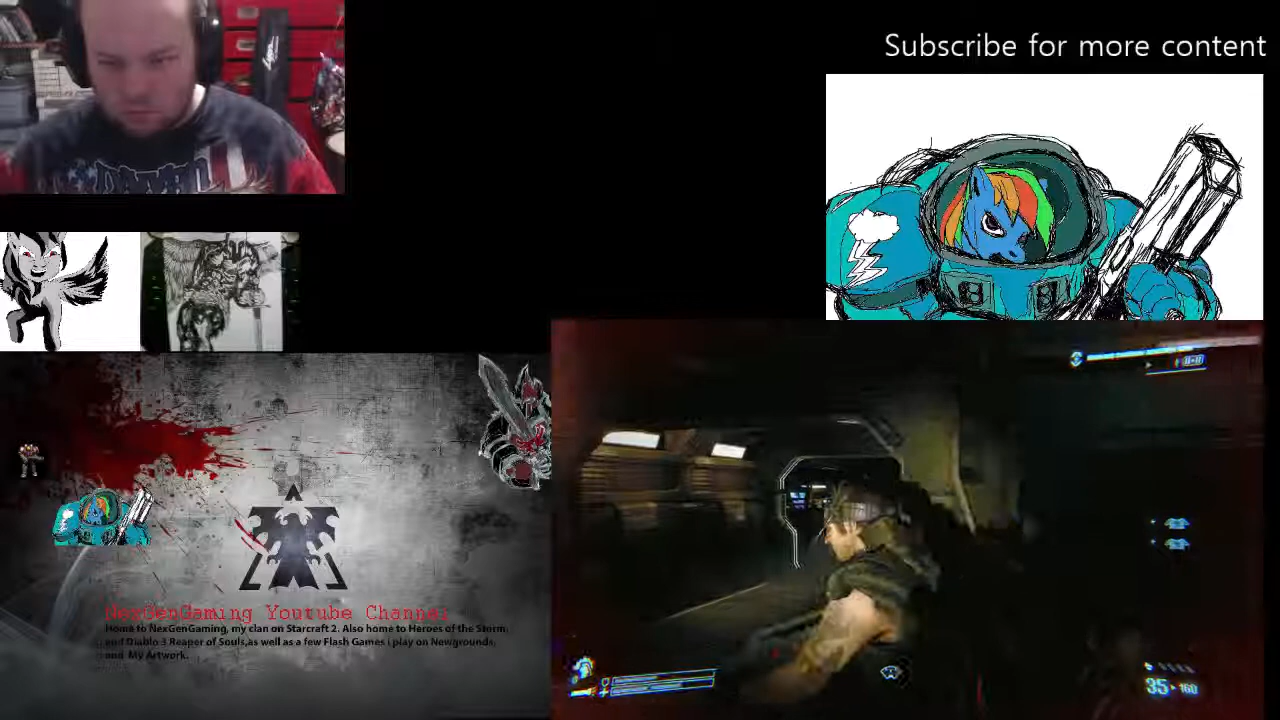 Subscribe for more content
NexGenGaming Youtube Channel
Home to NexGenGaming, my clan on Starcraft 2. Also home to Heroes of the Storm,
and Diablo 3 Reaper of Souls,as well as a few Flash Games i play on Newgrounds,
and My Artwork.
35 160